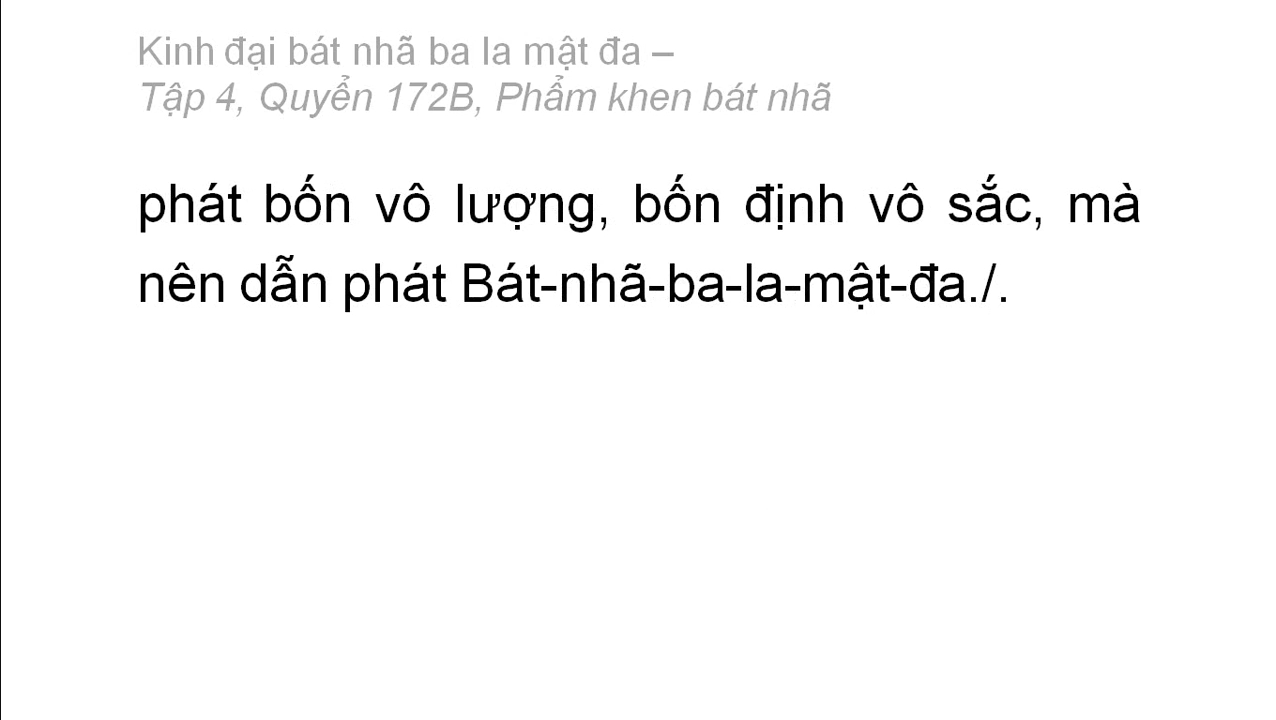 Kinh đại bát nhã ba la mật đa –
Tập 4, Quyển 172B, Phẩm khen bát nhã
phát bốn vô lượng, bốn định vô sắc, mà
nên dẫn phát Bát-nhã-ba-la-mật-đa./.